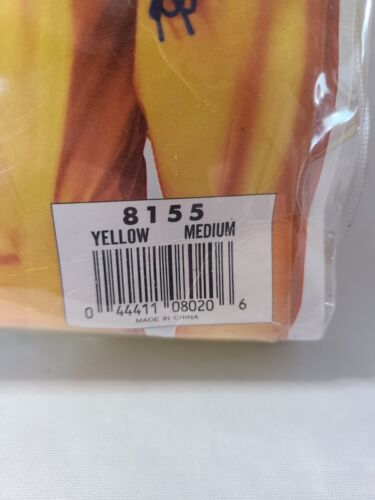 8155
YELLOW MEDIUM
0 44411 08020 6
MADE IN CHINA